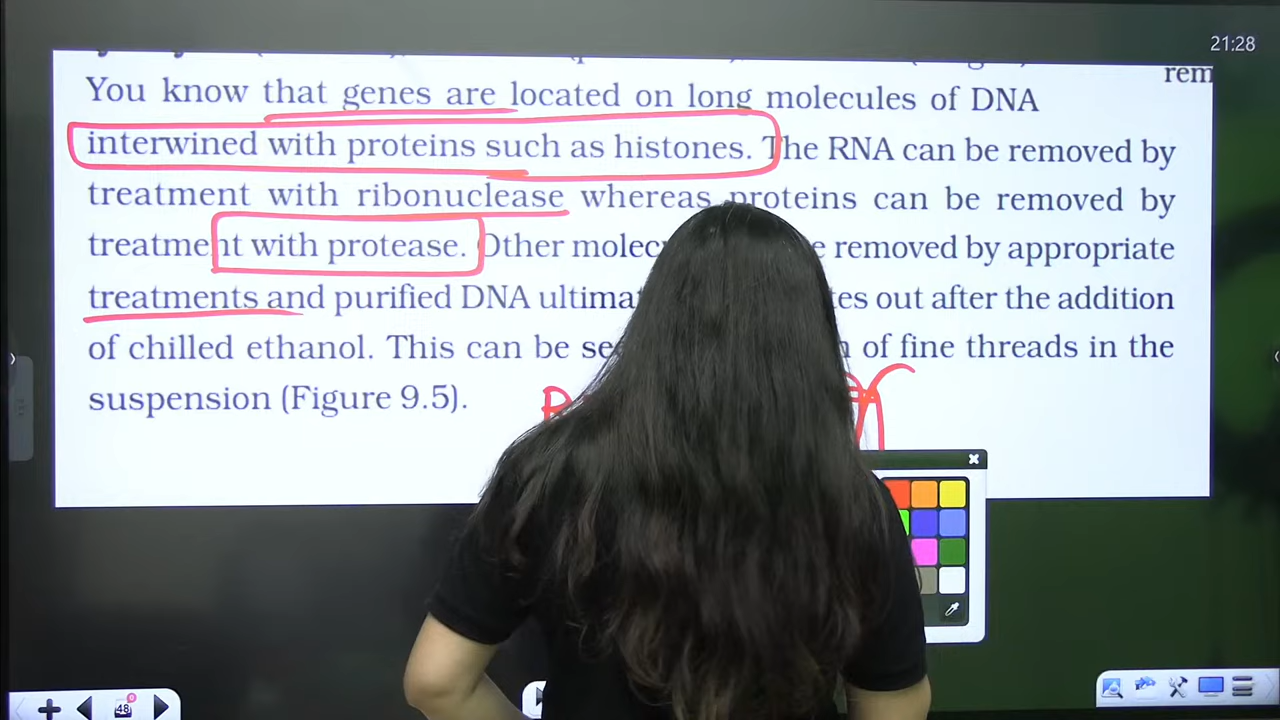 21:28
rem
You know that genes are located on long molecules of DNA
interwined with proteins such as histones. The RNA can be removed by
treatment with ribonuclease whereas proteins can be removed by
treatment with protease. Other molec e removed by appropriate
treatments and purified DNA ultima tes out after the addition
of chilled ethanol. This can be se of fine threads in the
suspension (Figure 9.5).
48